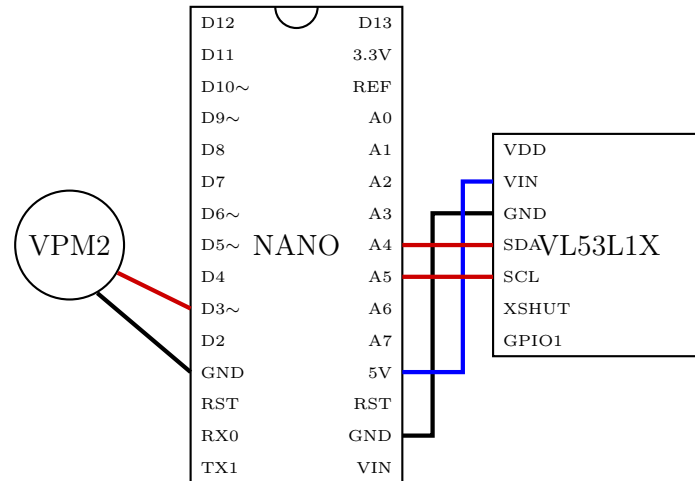 VPM2
D12
D11
D10~
D9~
D8
D7
D6~
D5~
D4
D3~
D2
GND
RST
RX0
TX1
NANO
D13
3.3V
REF
A0
A1
A2
A3
A4
A5
A6
A7
5V
RST
GND
VIN
VDD
VIN
GND
SDA
SCL
XSHUT
GPIO1
VL53L1X